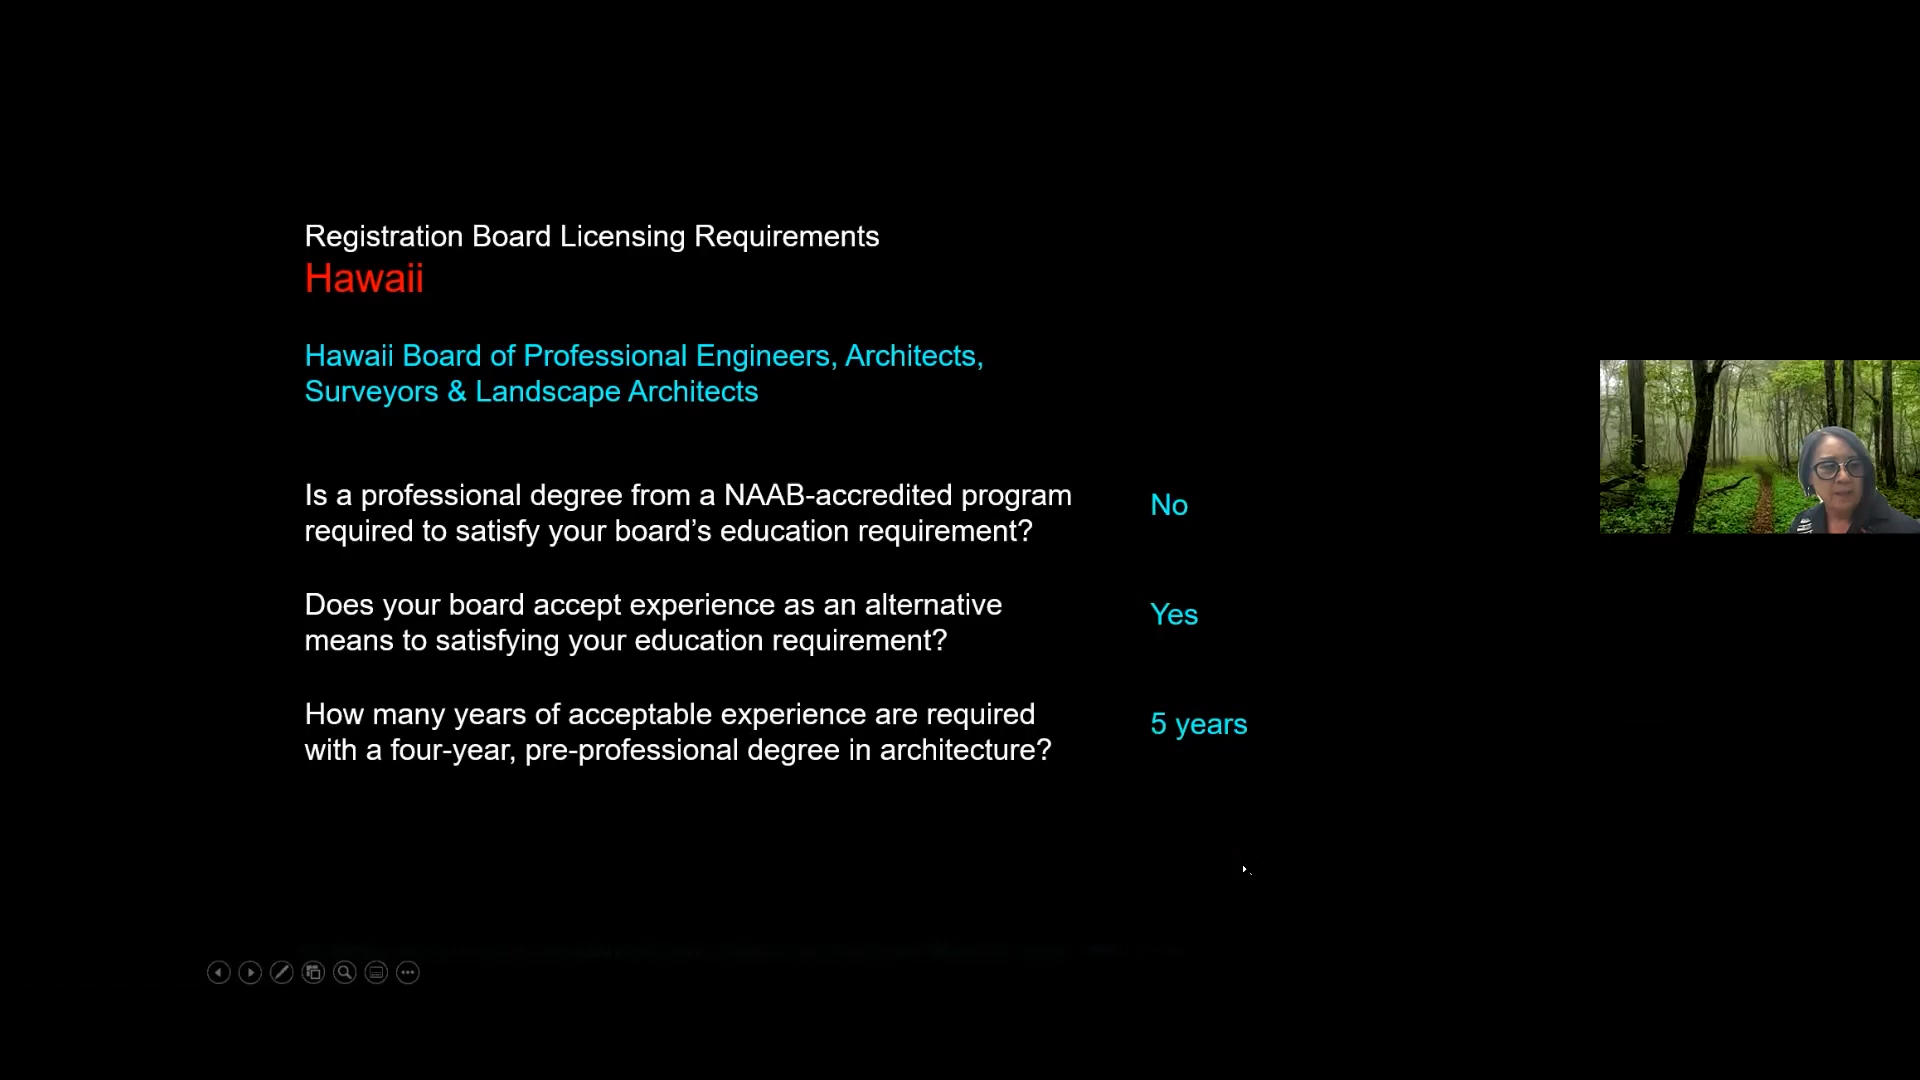 Registration Board Licensing Requirements
Hawaii
Hawaii Board of Professional Engineers, Architects,
Surveyors & Landscape Architects
Is a professional degree from a NAAB-accredited program
required to satisfy your board’s education requirement?
No
Does your board accept experience as an alternative
means to satisfying your education requirement?
Yes
How many years of acceptable experience are required
with a four-year, pre-professional degree in architecture?
5 years